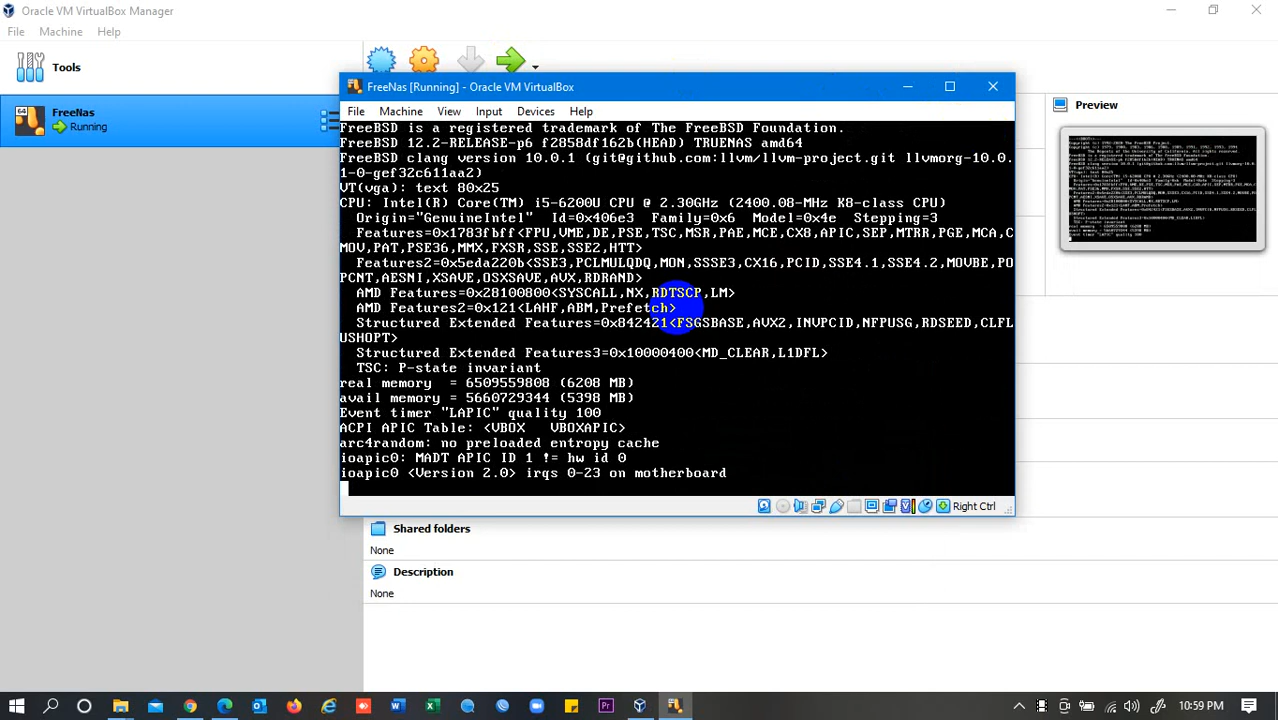 Oracle VM VirtualBox Manager
File Machine Help
Tools
FreeNas
Running
64
FreeNas [Running] - Oracle VM VirtualBox
File Machine View Input Devices Help
FreeBSD is a registered trademark of The FreeBSD Foundation.
FreeBSD 12.2-RELEASE-p6 f2858df162b(HEAD) TRUENAS amd64
FreeBSD clang version 10.0.1 (git@github.com:llvm/llvm-project.git llvmorg-10.0.
1-0-gef32c611aa2)
VT(vga): text 80x25
CPU: Intel(R) Core(TM) i5-6200U CPU @ 2.30GHz (2400.08-MHz K8-class CPU)
Origin="GenuineIntel" Id=0x406e3 Family=0x6 Model=0x4e Stepping=3
Features=0x1783fbff<FPU,VME,DE,PSE,TSC,MSR,PAE,MCE,CX8,APIC,SEP,MTRR,PGE,MCA,C
MOV,PAT,PSE36,MMX,FXSR,SSE,SSE2,HTT>
Features2=0x5eda220b<SSE3,PCLMULQDQ,MON,SSSE3,CX16,PCID,SSE4.1,SSE4.2,MOVBE,PO
PCNT,AESNI,XSAVE,OSXSAVE,AVX,RDRAND>
AMD Features=0x28100800<SYSCALL,NX,RDTSCP,LM>
AMD Features2=0x121<LAHF,ABM,Prefetch>
Structured Extended Features=0x842421<FSGSBASE,AVX2,INVPCID,NFPUSG,RDSEED,CLFL
USHOPT>
Structured Extended Features3=0x10000400<MD_CLEAR,L1DFL>
TSC: P-state invariant
real memory = 6509559808 (6208 MB)
avail memory = 5660729344 (5398 MB)
Event timer "LAPIC" quality 100
ACPI APIC Table: <VBOX VBOXAPIC>
arc4random: no preloaded entropy cache
ioapic0: MADT APIC ID 1 != hw id 0
ioapic0 <Version 2.0> irqs 0-23 on motherboard
Right Ctrl
Preview
Shared folders
None
Description
None
10:59 PM